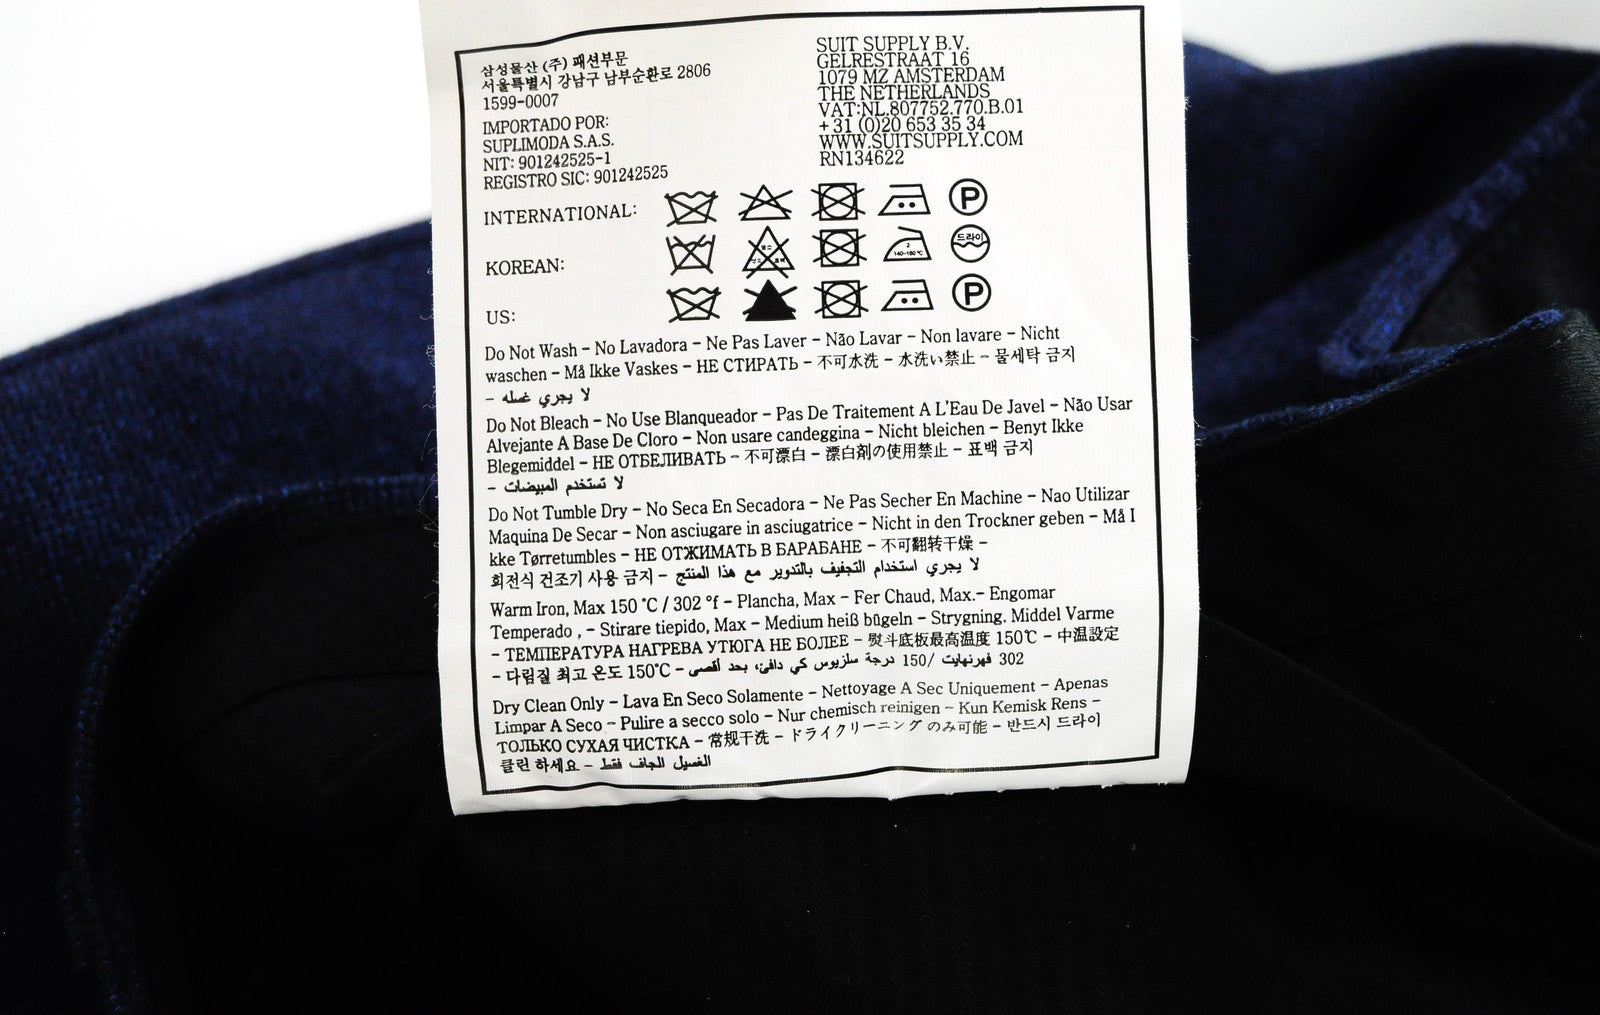 삼성물산 (주) 패션부문
서울특별시 강남구 남부순환로 2806
1599-0007
IMPORTADO POR:
SUPLIMODA S.A.S.
NIT: 901242525-1
REGISTRO SIC: 901242525
SUIT SUPPLY B.V.
GELRESTRAAT 16
1079 MZ AMSTERDAM
THE NETHERLANDS
VAT:NL.807752.770.B.01
+31 (0)20 653 35 34
WWW.SUITSUPPLY.COM
RN134622
INTERNATIONAL:
P
KOREAN:
2
140~160 ℃
드라이
US:
P
Do Not Wash – No Lavadora – Ne Pas Laver – Não Lavar – Non lavare – Nicht
waschen – Må Ikke Vaskes – НЕ СТИРАТЬ – 不可水洗 – 水洗い禁止 – 물세탁 금지
– لا يجري غسله
Do Not Bleach – No Use Blanqueador – Pas De Traitement A L'Eau De Javel – Não Usar
Alvejante A Base De Cloro – Non usare candeggina – Nicht bleichen – Benyt Ikke
Blegemiddel – НЕ ОТБЕЛИВАТЬ – 不可漂白 – 漂白剤の使用禁止 – 표백 금지
– لا تستخدم المبيضات
Do Not Tumble Dry – No Seca En Secadora – Ne Pas Secher En Machine – Nao Utilizar
Maquina De Secar – Non asciugare in asciugatrice – Nicht in den Trockner geben – Må I
kke Tørretumbles – НЕ ОТЖИМАТЬ В БАРАБАНЕ – 不可翻转干燥 –
회전식 건조기 사용 금지 – لا يجري استخدام التجفيف بالتدوير مع هذا المنتج
Warm Iron, Max 150 °C / 302 °f – Plancha, Max – Fer Chaud, Max.– Engomar
Temperado , – Stirare tiepido, Max – Medium heiß bügeln – Strygning. Middel Varme
– ТЕМПЕРАТУРА НАГРЕВА УТЮГА НЕ БОЛЕЕ – 熨斗底板最高温度 150℃ – 中温設定
– 다림질 최고 온도 150℃ – كي دافئ، بحد أقصى 150 درجة سلزيوس/ 302 فهرنهايت
Dry Clean Only – Lava En Seco Solamente – Nettoyage A Sec Uniquement – Apenas
Limpar A Seco – Pulire a secco solo – Nur chemisch reinigen – Kun Kemisk Rens –
ТОЛЬКО СУХАЯ ЧИСТКА – 常规干洗 – ドライクリーニング のみ可能 – 반드시 드라이
클린 하세요 – الغسيل الجاف فقط